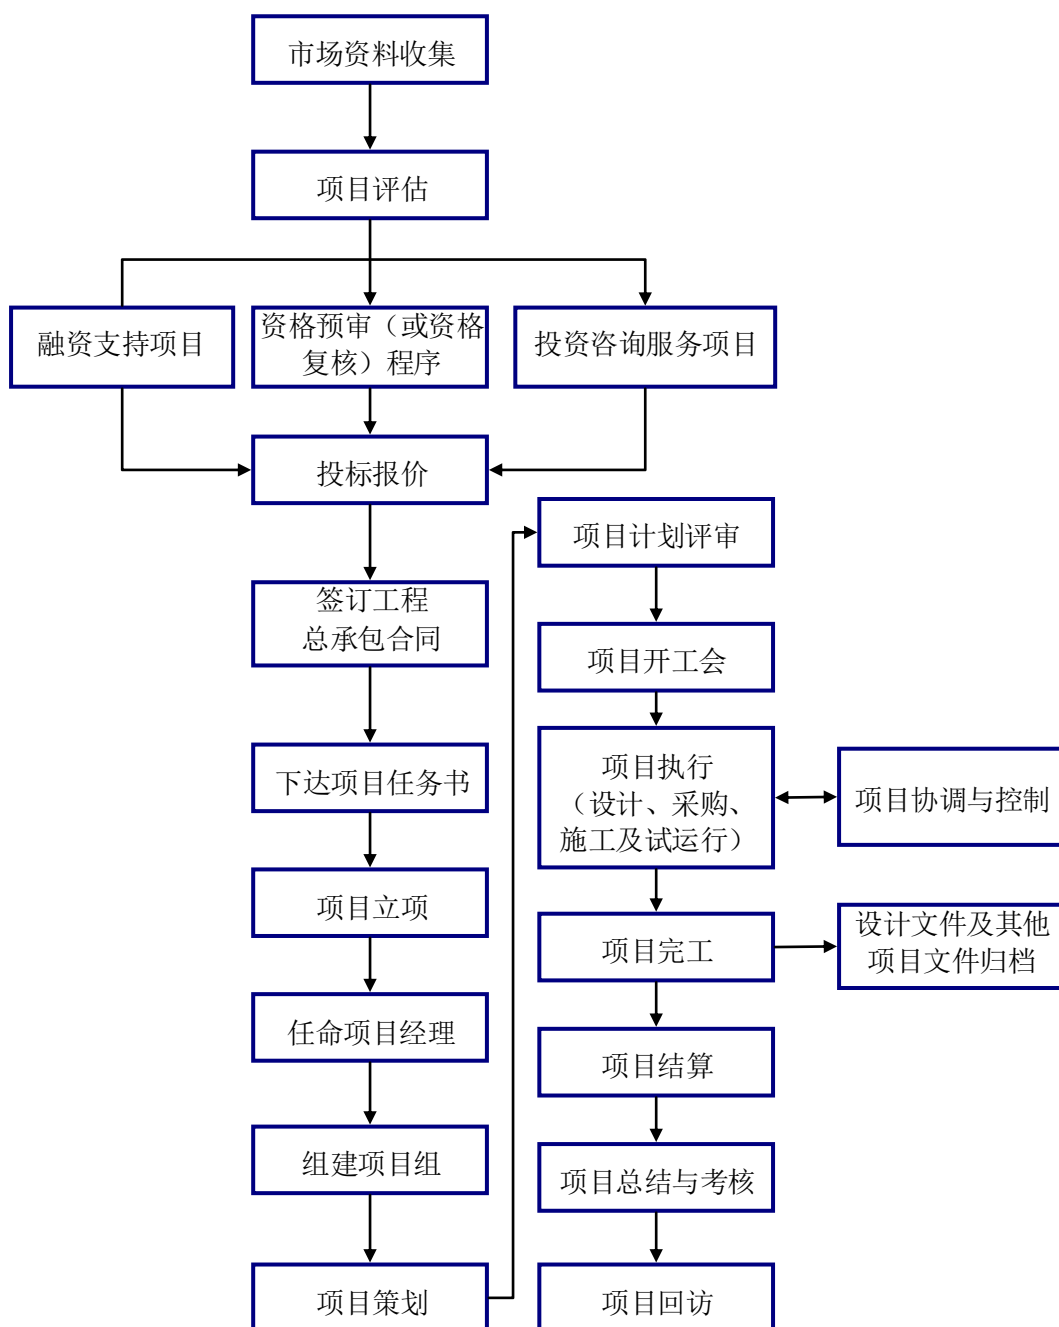 市场资料收集
项目评估
融资支持项目
资格预审（或资格
复核）程序
投资咨询服务项目
投标报价
签订工程
总承包合同
下达项目任务书
项目立项
任命项目经理
组建项目组
项目策划
项目计划评审
项目开工会
项目执行
（设计、采购、
施工及试运行）
项目协调与控制
项目完工
设计文件及其他
项目文件归档
项目结算
项目总结与考核
项目回访